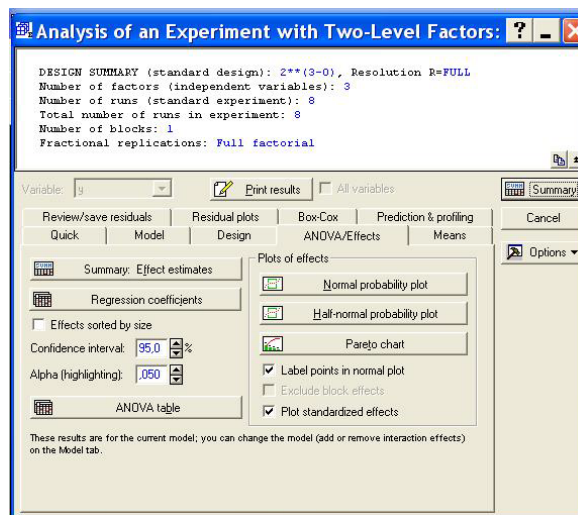 Analysis of an Experiment with Two-Level Factors:
DESIGN SUMMARY (standard design): 2**(3-0), Resolution R=FULL
Number of factors (independent variables): 3
Number of runs (standard experiment): 8
Total number of runs in experiment: 8
Number of blocks: 1
Fractional replications: Full factorial
Variable: y
Print results
All variables
Summary
Review/save residuals
Residual plots
Box-Cox
Prediction & profiling
Cancel
Quick
Model
Design
ANOVA/Effects
Means
Options
Summary: Effect estimates
Regression coefficients
Effects sorted by size
Confidence interval: 95,0 %
Alpha (highlighting): ,050
ANOVA table
Plots of effects
Normal probability plot
Half-normal probability plot
Pareto chart
Label points in normal plot
Exclude block effects
Plot standardized effects
These results are for the current model; you can change the model (add or remove interaction effects)
on the Model tab.